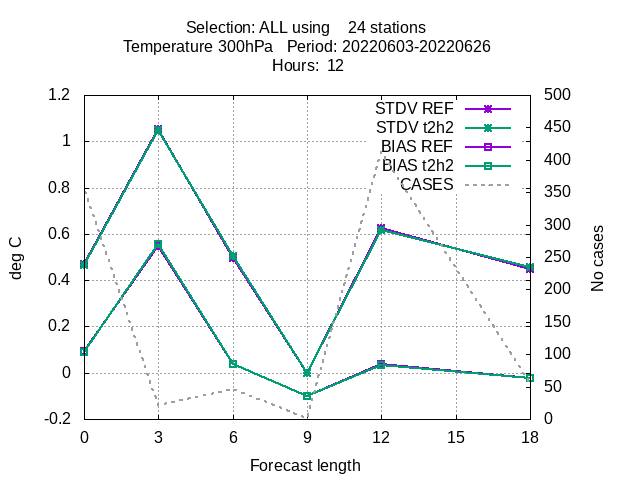 Selection: ALL using    24 stations
Temperature 300hPa   Period: 20220603-20220626
Hours:  12
1.2
1
0.8
0.6
0.4
0.2
0
-0.2
deg C
500
450
400
350
300
250
200
150
100
50
0
No cases
STDV REF
STDV t2h2
BIAS REF
BIAS t2h2
CASES
0 3 6 9 12 15 18
Forecast length